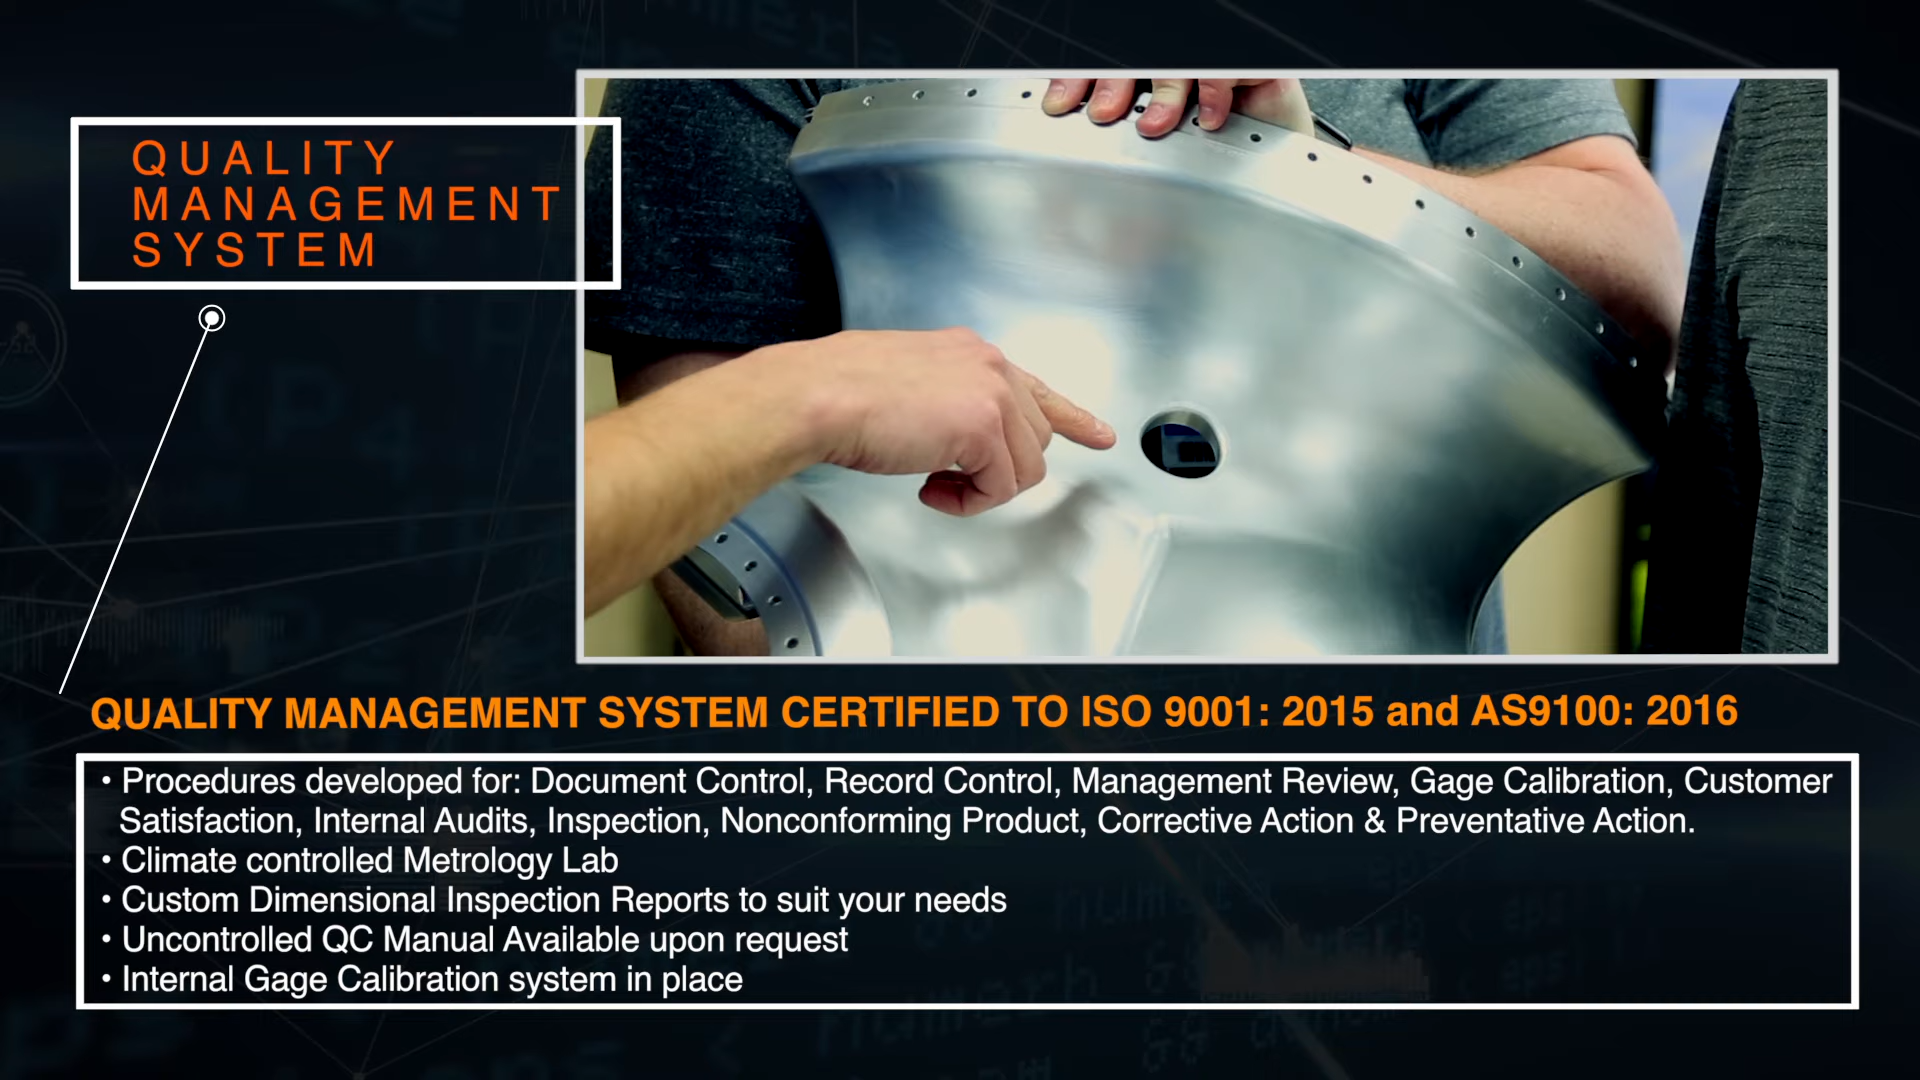 QUALITY
MANAGEMENT
SYSTEM
QUALITY MANAGEMENT SYSTEM CERTIFIED TO ISO 9001: 2015 and AS9100: 2016
• Procedures developed for: Document Control, Record Control, Management Review, Gage Calibration, Customer
Satisfaction, Internal Audits, Inspection, Nonconforming Product, Corrective Action & Preventative Action.
• Climate controlled Metrology Lab
• Custom Dimensional Inspection Reports to suit your needs
• Uncontrolled QC Manual Available upon request
• Internal Gage Calibration system in place